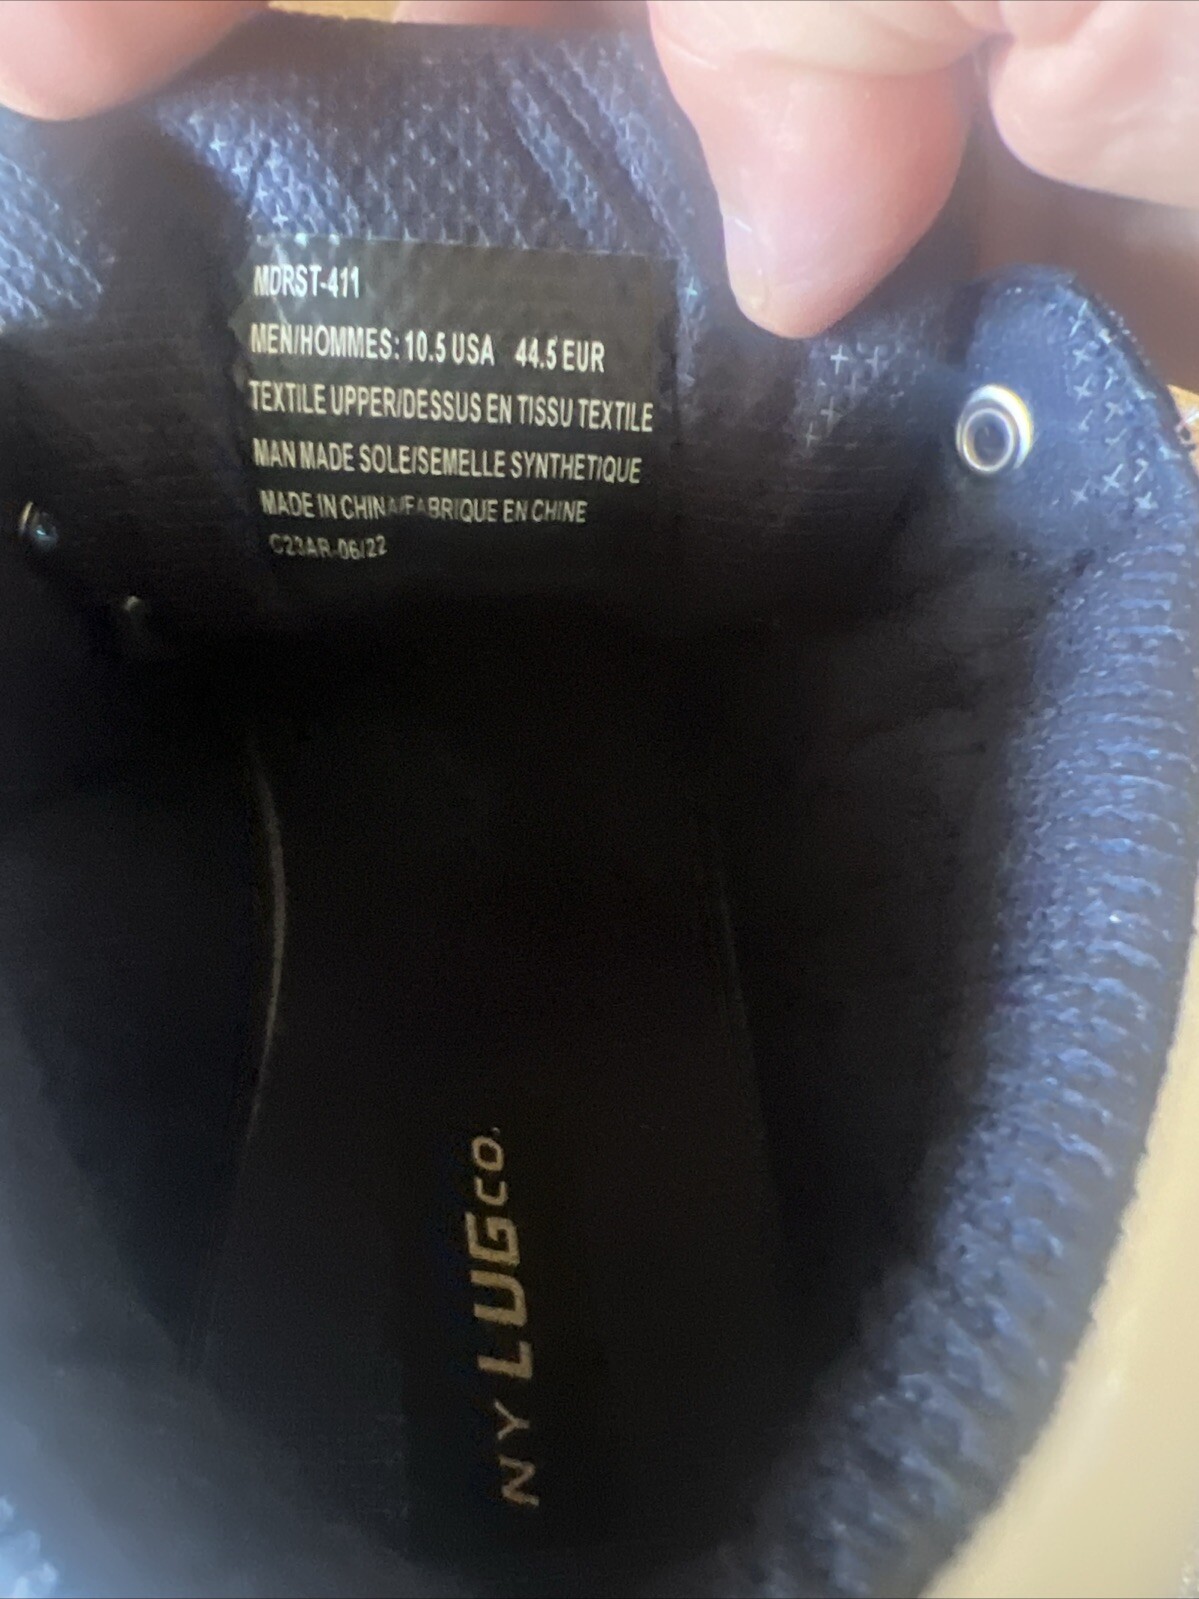 MDRST-411
MEN/HOMMES: 10.5 USA 44.5 EUR
TEXTILE UPPER/DESSUS EN TISSU TEXTILE
MAN MADE SOLE/SEMELLE SYNTHETIQUE
MADE IN CHINA/FABRIQUE EN CHINE
C23AR-06/22
NY LUGCO.